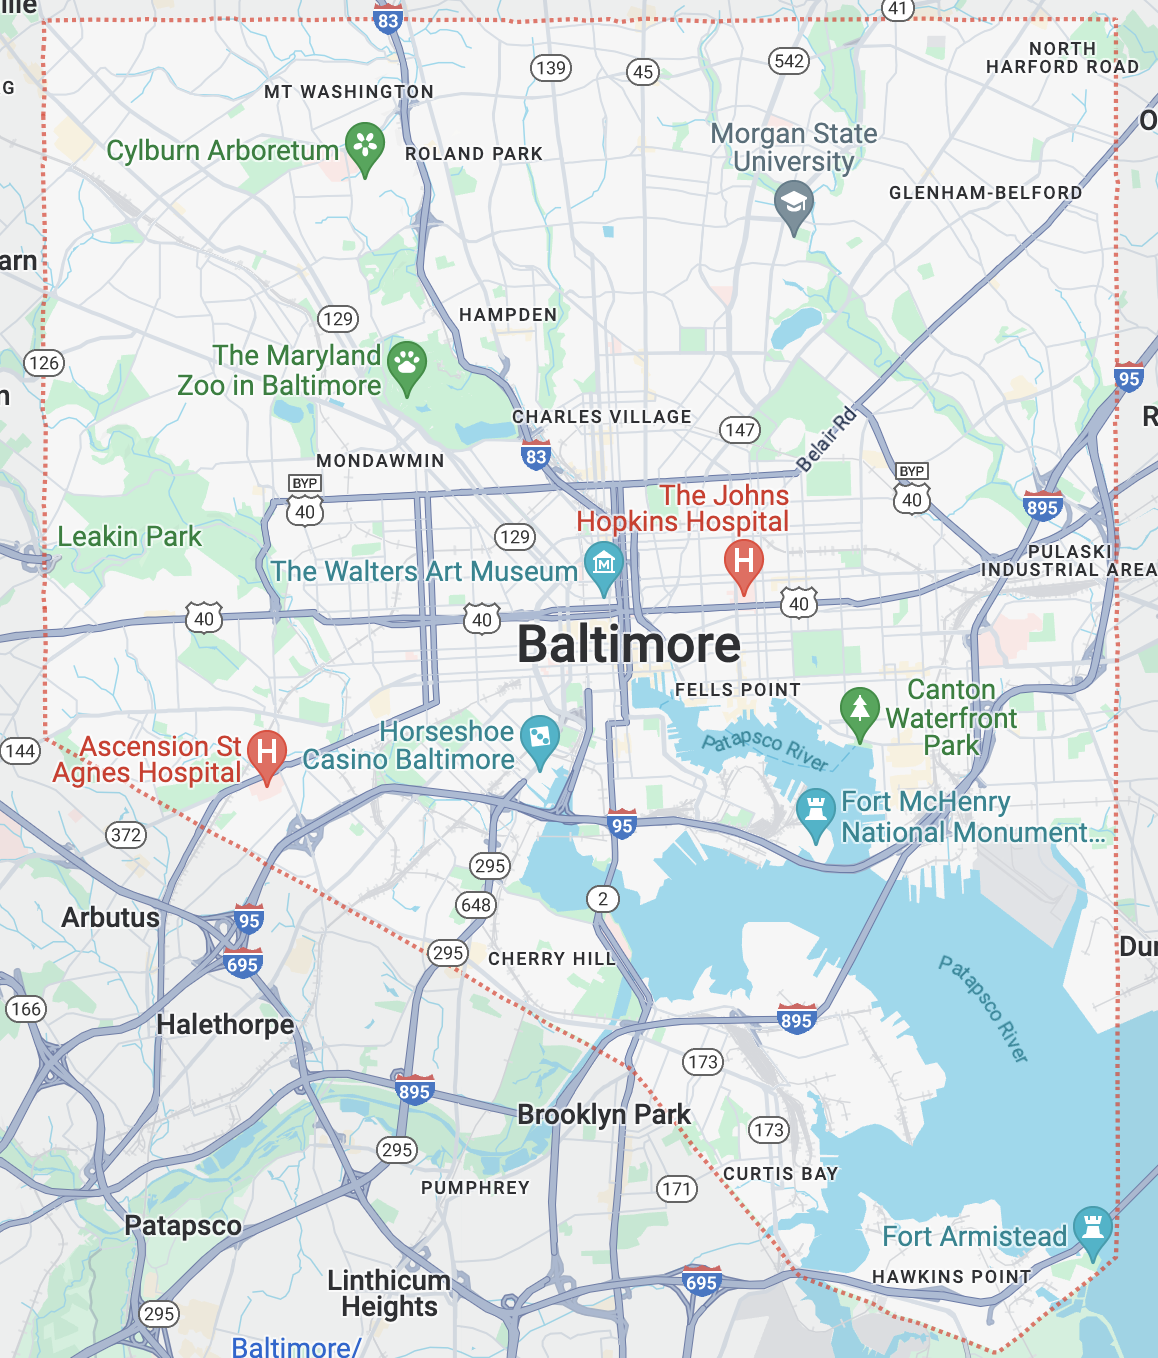 ille
83
41
NORTH
HARFORD ROAD
139
45
542
G
MT WASHINGTON
O
Morgan State
University
Cylburn Arboretum
ROLAND PARK
GLENHAM-BELFORD
arn
HAMPDEN
129
126
The Maryland
Zoo in Baltimore
95
n
CHARLES VILLAGE
R
147
Belair Rd
MONDAWMIN
83
BYP
40
BYP
40
The Johns
Hopkins Hospital
895
Leakin Park
129
PULASKI
INDUSTRIAL AREA
The Walters Art Museum
40
40
40
Baltimore
FELLS POINT
Canton
Waterfront
Park
144
Ascension St
Agnes Hospital
Horseshoe
Casino Baltimore
Patapsco River
Fort McHenry
National Monument...
372
95
295
648
2
Arbutus
95
Dur
295
CHERRY HILL
695
Patapsco River
166
Halethorpe
895
173
895
Brooklyn Park
173
295
CURTIS BAY
PUMPHREY
171
Patapsco
Fort Armistead
Linthicum
Heights
695
HAWKINS POINT
295
Baltimore/